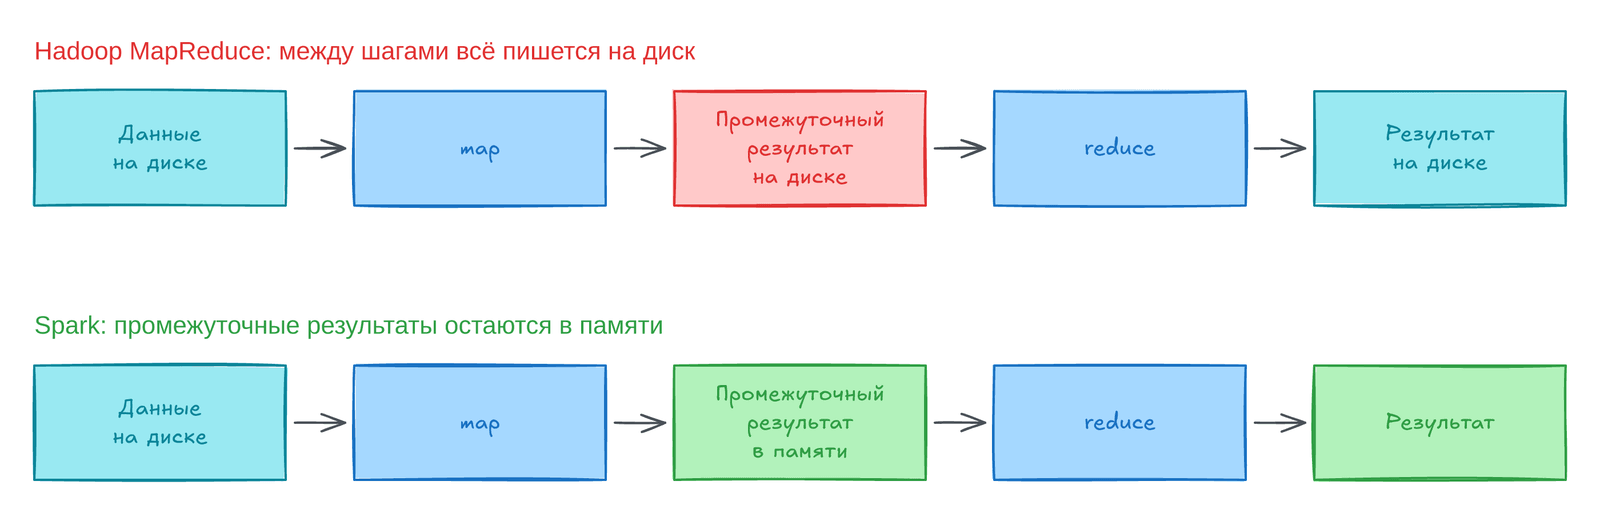 Hadoop MapReduce: между шагами всё пишется на диск
Данные
на диске
map
Промежуточный
результат
на диске
reduce
Результат
на диске
Spark: промежуточные результаты остаются в памяти
Данные
на диске
map
Промежуточный
результат
в памяти
reduce
Результат